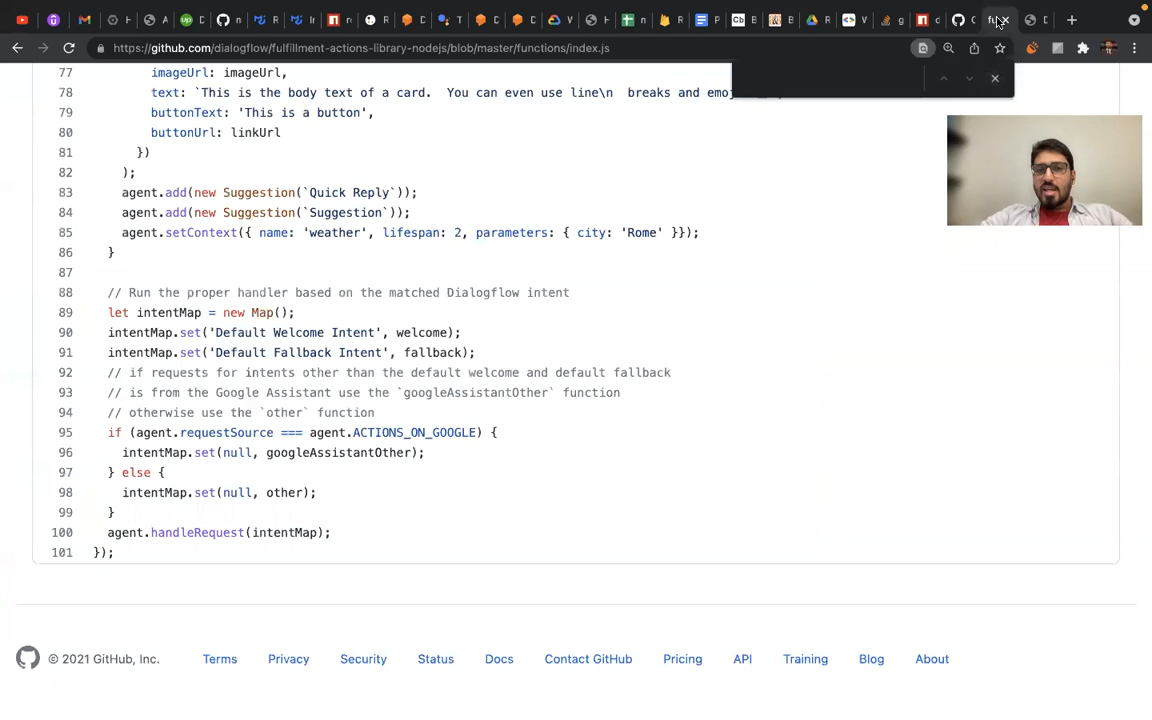 https://github.com/dialogflow/fulfillment-actions-library-nodejs/blob/master/functions/index.js
77 imageUrl: imageUrl,
78 text: `This is the body text of a card.  You can even use line\n  breaks and emoj
79 buttonText: 'This is a button',
80 buttonUrl: linkUrl
81 })
82 );
83 agent.add(new Suggestion(`Quick Reply`));
84 agent.add(new Suggestion(`Suggestion`));
85 agent.setContext({ name: 'weather', lifespan: 2, parameters: { city: 'Rome' }});
86 }
87
88 // Run the proper handler based on the matched Dialogflow intent
89 let intentMap = new Map();
90 intentMap.set('Default Welcome Intent', welcome);
91 intentMap.set('Default Fallback Intent', fallback);
92 // if requests for intents other than the default welcome and default fallback
93 // is from the Google Assistant use the `googleAssistantOther` function
94 // otherwise use the `other` function
95 if (agent.requestSource === agent.ACTIONS_ON_GOOGLE) {
96 intentMap.set(null, googleAssistantOther);
97 } else {
98 intentMap.set(null, other);
99 }
100 agent.handleRequest(intentMap);
101 });
© 2021 GitHub, Inc. Terms Privacy Security Status Docs Contact GitHub Pricing API Training Blog About